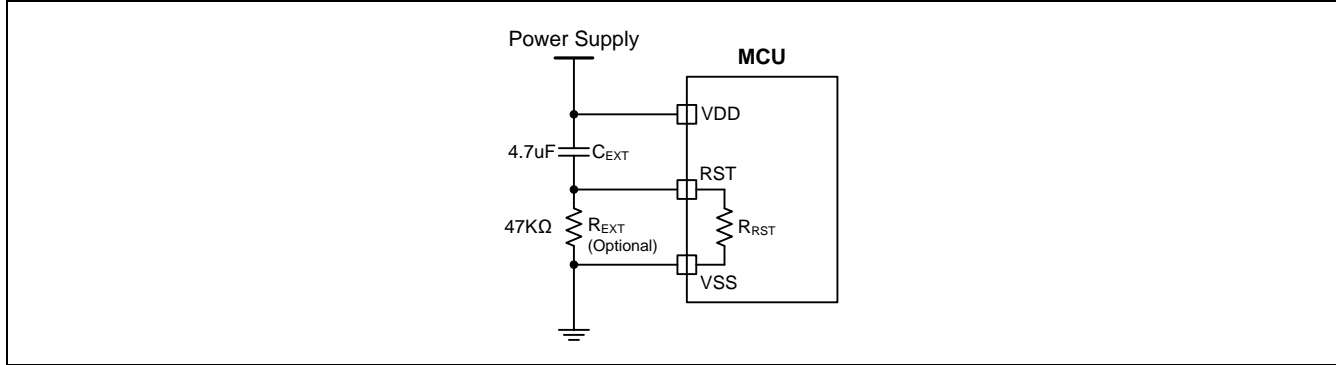 Power Supply
MCU
VDD
4.7uF
CEXT
RST
47KΩ
REXT
(Optional)
RRST
VSS